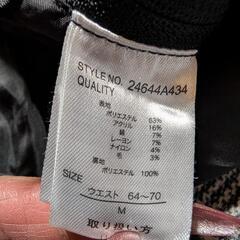 STYLE NO. 24644A434
QUALITY
表地
ポリエステル 63%
アクリル 16%
綿 7%
レーヨン 7%
ナイロン 4%
毛 3%
裏地
ポリエステル 100%
SIZE
ウエスト 64~70
M
取り扱い方